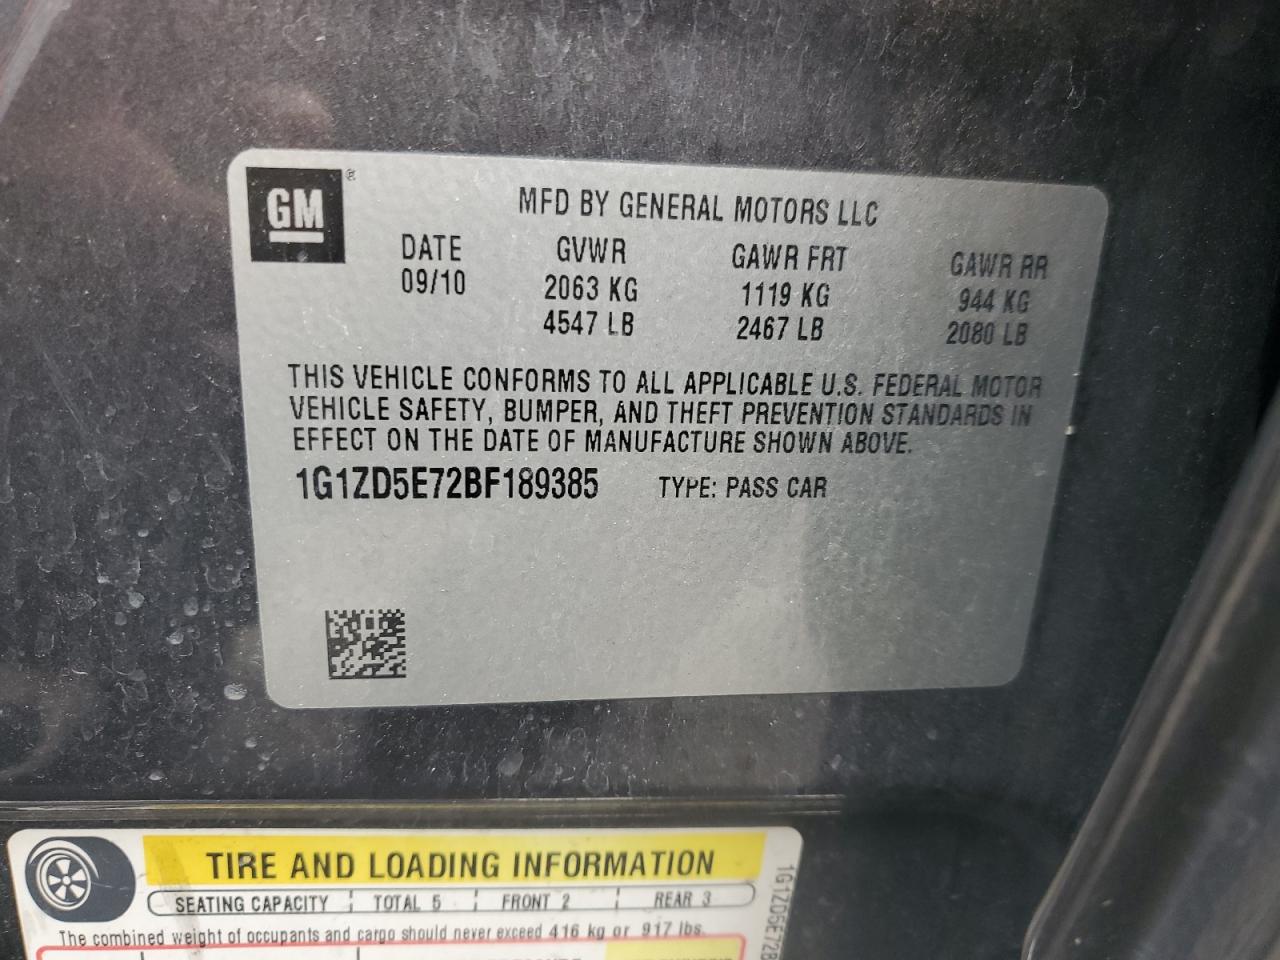 GM ®
MFD BY GENERAL MOTORS LLC
DATE GVWR GAWR FRT GAWR RR
09/10 2063 KG 1119 KG 944 KG
4547 LB 2467 LB 2080 LB
THIS VEHICLE CONFORMS TO ALL APPLICABLE U.S. FEDERAL MOTOR
VEHICLE SAFETY, BUMPER, AND THEFT PREVENTION STANDARDS IN
EFFECT ON THE DATE OF MANUFACTURE SHOWN ABOVE.
1G1ZD5E72BF189385 TYPE: PASS CAR
TIRE AND LOADING INFORMATION
SEATING CAPACITY TOTAL 5 FRONT 2 REAR 3
The combined weight of occupants and cargo should never exceed 416 kg or 917 lbs.
1G1ZD5E72B